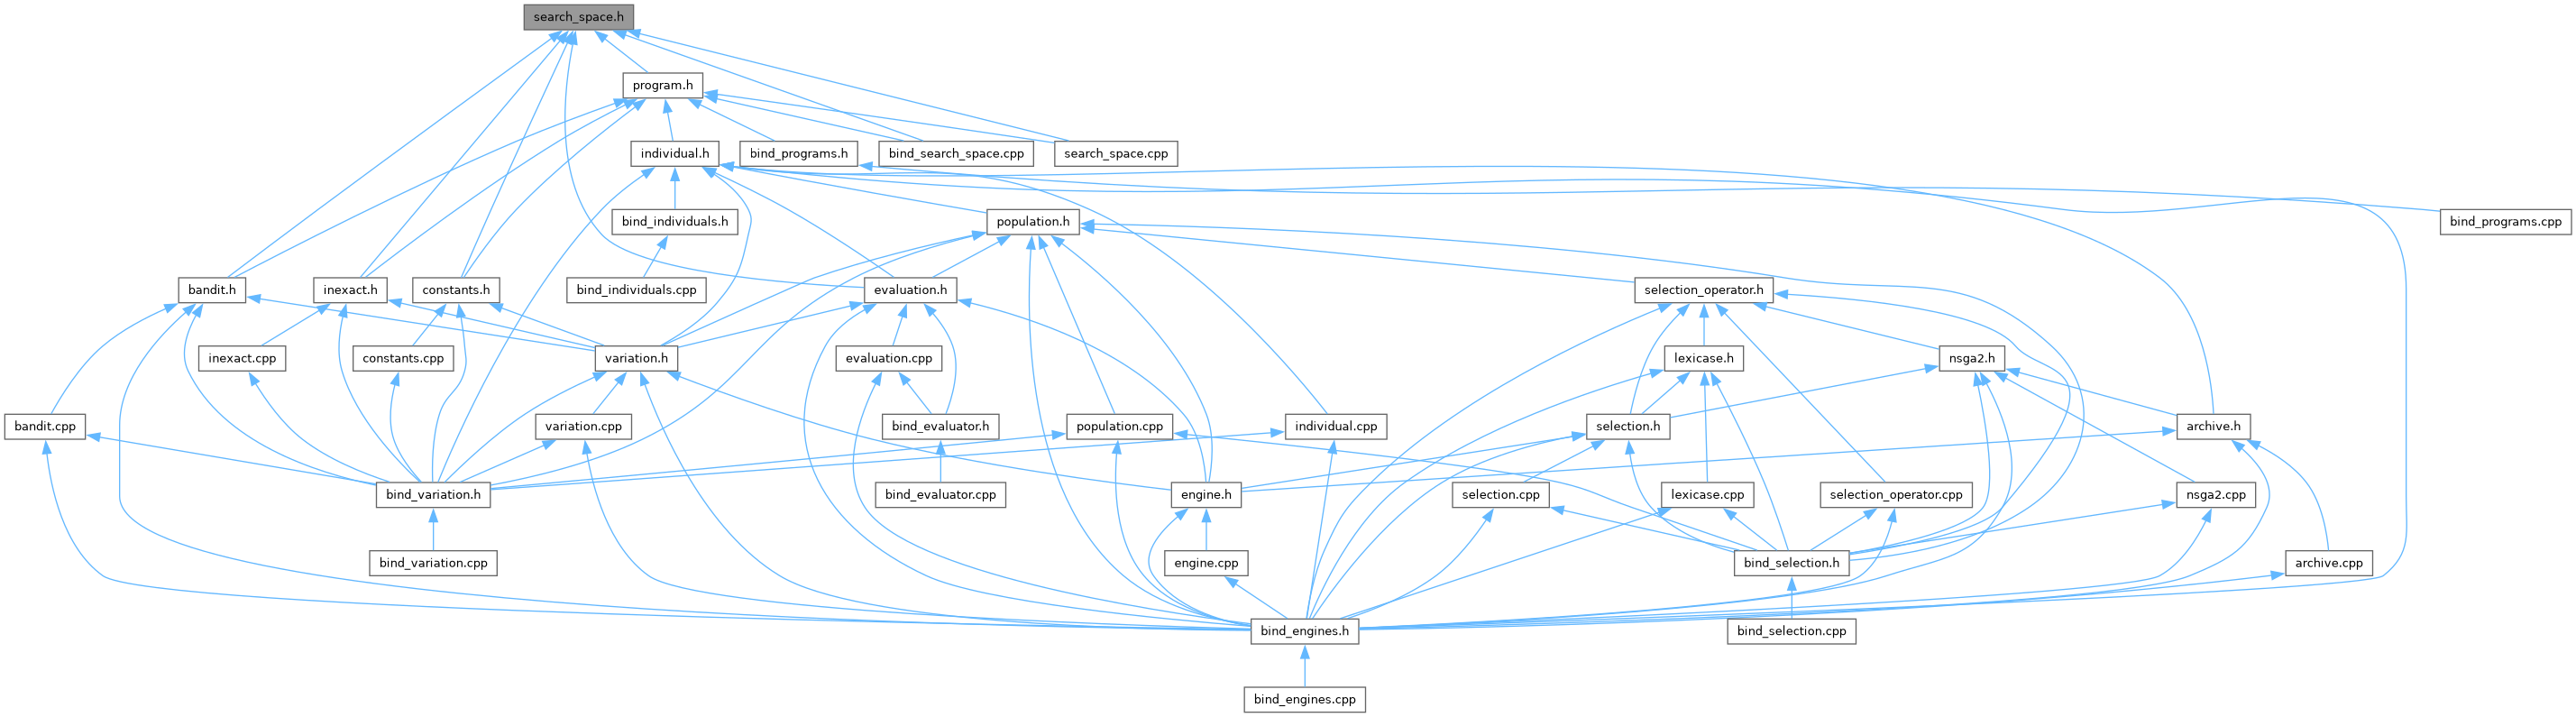 search_space.h
program.h
individual.h
bind_programs.h
bind_search_space.cpp
search_space.cpp
bind_individuals.h
population.h
bind_programs.cpp
bandit.h
inexact.h
constants.h
bind_individuals.cpp
evaluation.h
selection_operator.h
inexact.cpp
constants.cpp
variation.h
evaluation.cpp
lexicase.h
nsga2.h
bandit.cpp
variation.cpp
bind_evaluator.h
population.cpp
individual.cpp
selection.h
archive.h
bind_variation.h
bind_evaluator.cpp
engine.h
selection.cpp
lexicase.cpp
selection_operator.cpp
nsga2.cpp
bind_variation.cpp
engine.cpp
bind_selection.h
archive.cpp
bind_engines.h
bind_selection.cpp
bind_engines.cpp